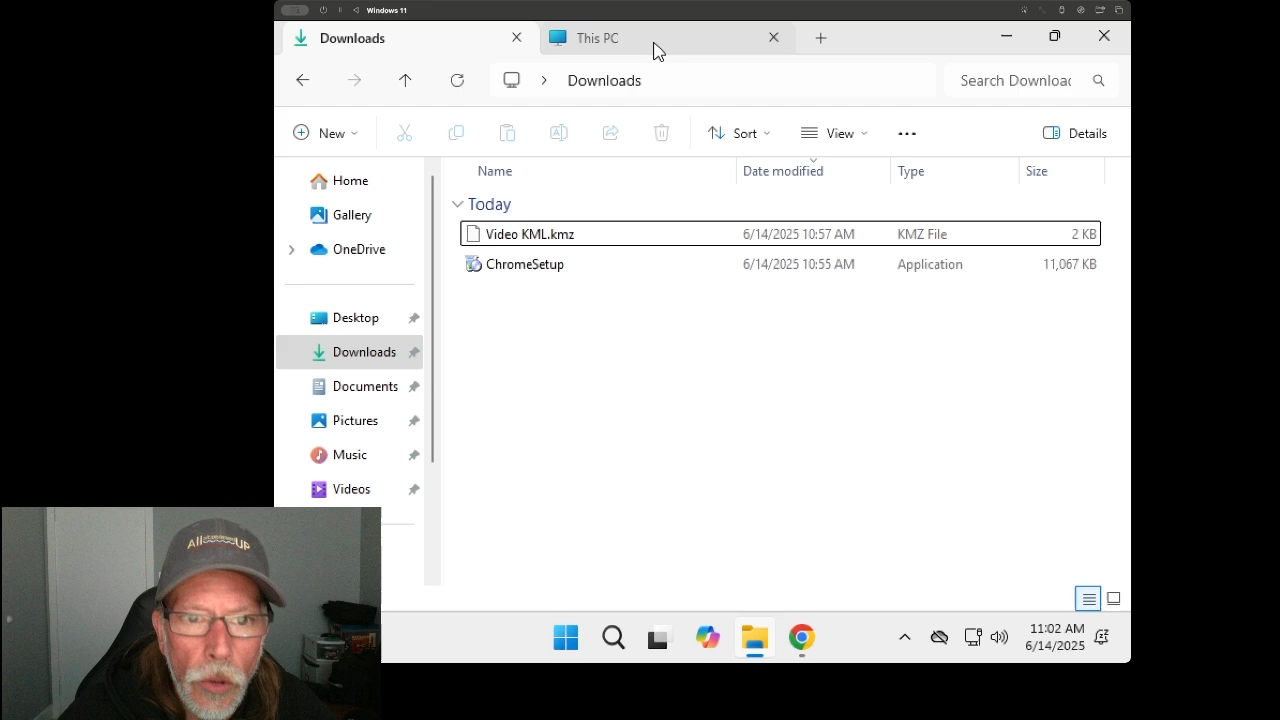 Windows 11
Downloads
This PC
Downloads
Search Downloac
New
Sort
View
Details
Name
Date modified
Type
Size
Home
Gallery
OneDrive
Desktop
Downloads
Documents
Pictures
Music
Videos
Today
Video KML.kmz
6/14/2025 10:57 AM
KMZ File
2 KB
ChromeSetup
6/14/2025 10:55 AM
Application
11,067 KB
11:02 AM
6/14/2025